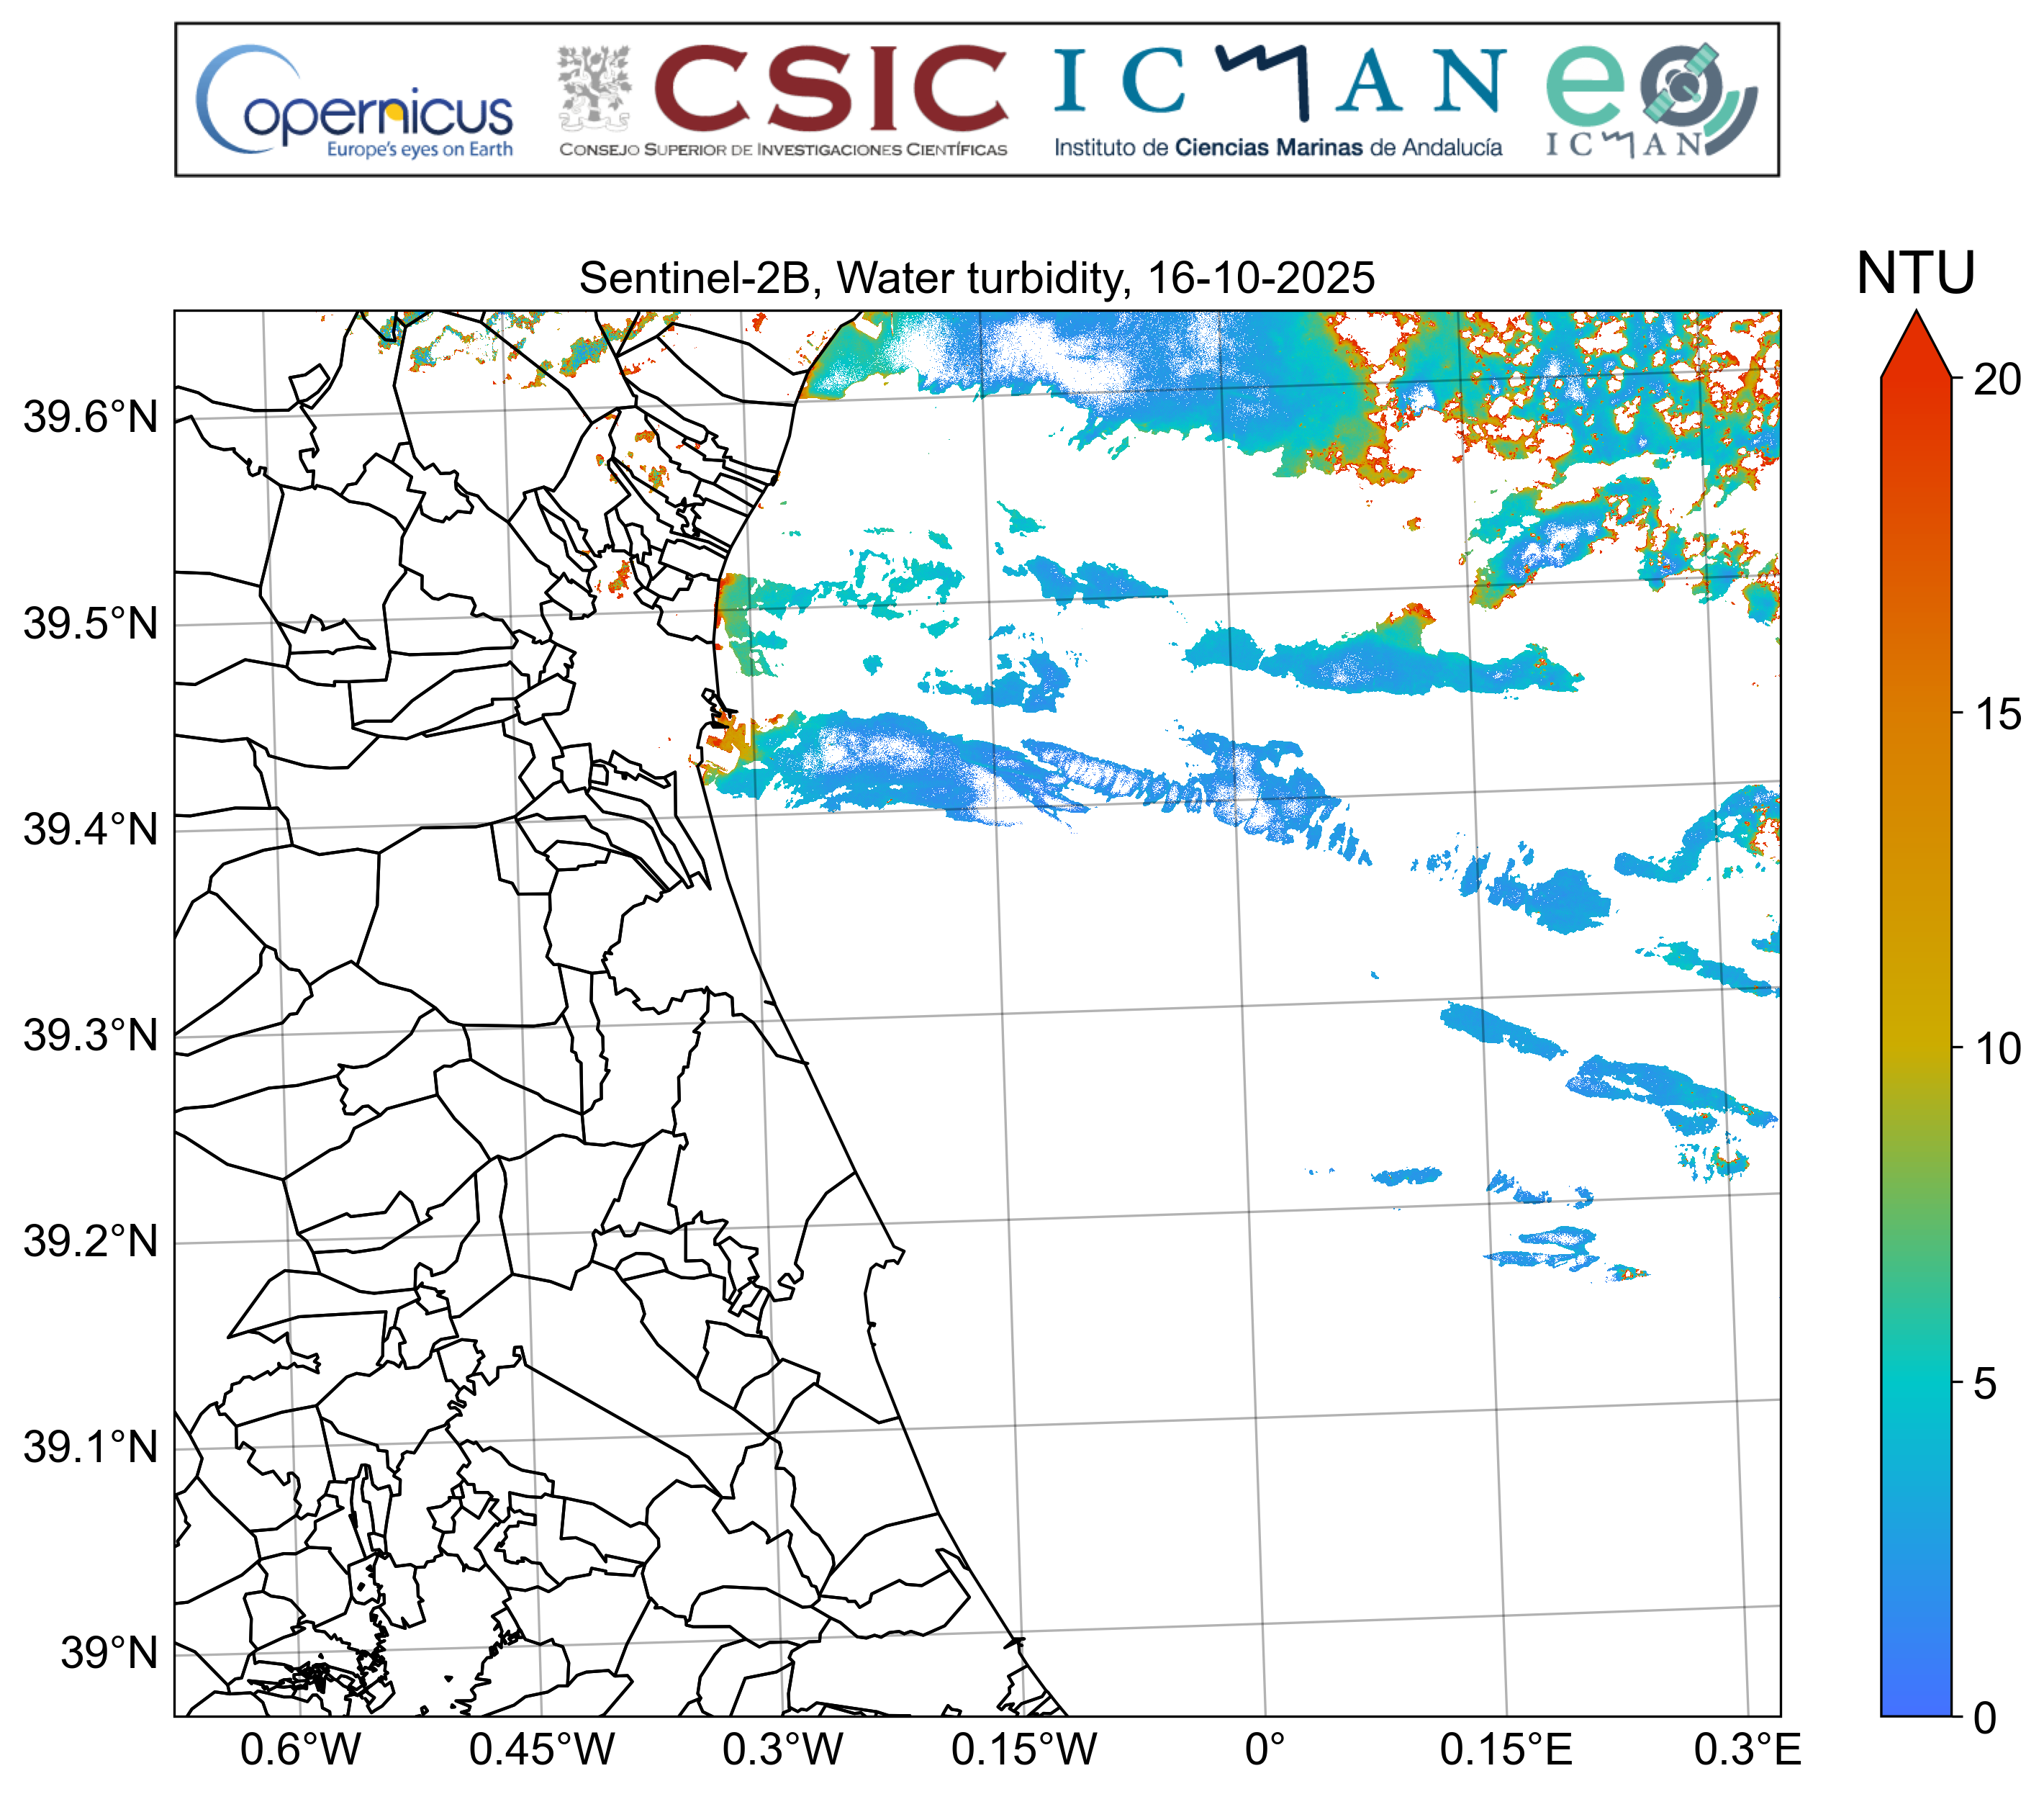 Copernicus
Europe's eyes on Earth
CSIC
CONSEJO SUPERIOR DE INVESTIGACIONES CIENTÍFICAS
ICMAN
Instituto de Ciencias Marinas de Andalucía
eo
ICMAN
Sentinel-2B, Water turbidity, 16-10-2025
NTU
39.6°N
39.5°N
39.4°N
39.3°N
39.2°N
39.1°N
39°N
0.6°W
0.45°W
0.3°W
0.15°W
0°
0.15°E
0.3°E
20
15
10
5
0